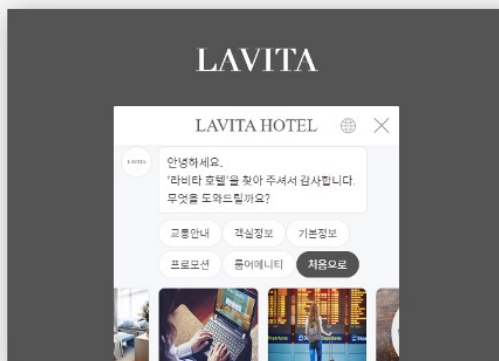 LAVITA
LAVITA HOTEL
LAVITA
안녕하세요.
'라비타 호텔'을 찾아 주셔서 감사합니다.
무엇을 도와드릴까요?
교통안내 객실정보 기본정보
프로모션 룸어메니티 처음으로
Departures